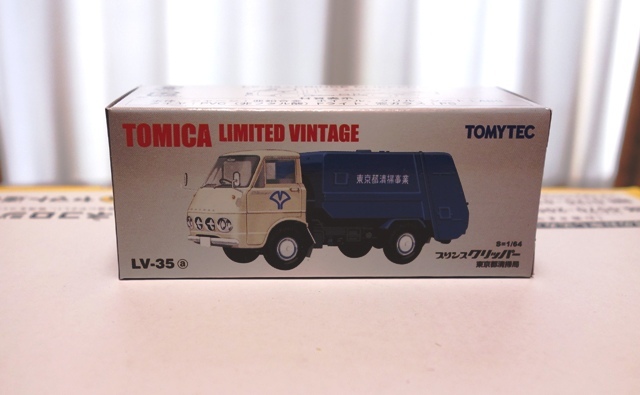 TOMICA LIMITED VINTAGE
TOMYTEC
東京都清掃事業
S=1/64
プリンスクリッパー
東京都清掃局
LV-35 a